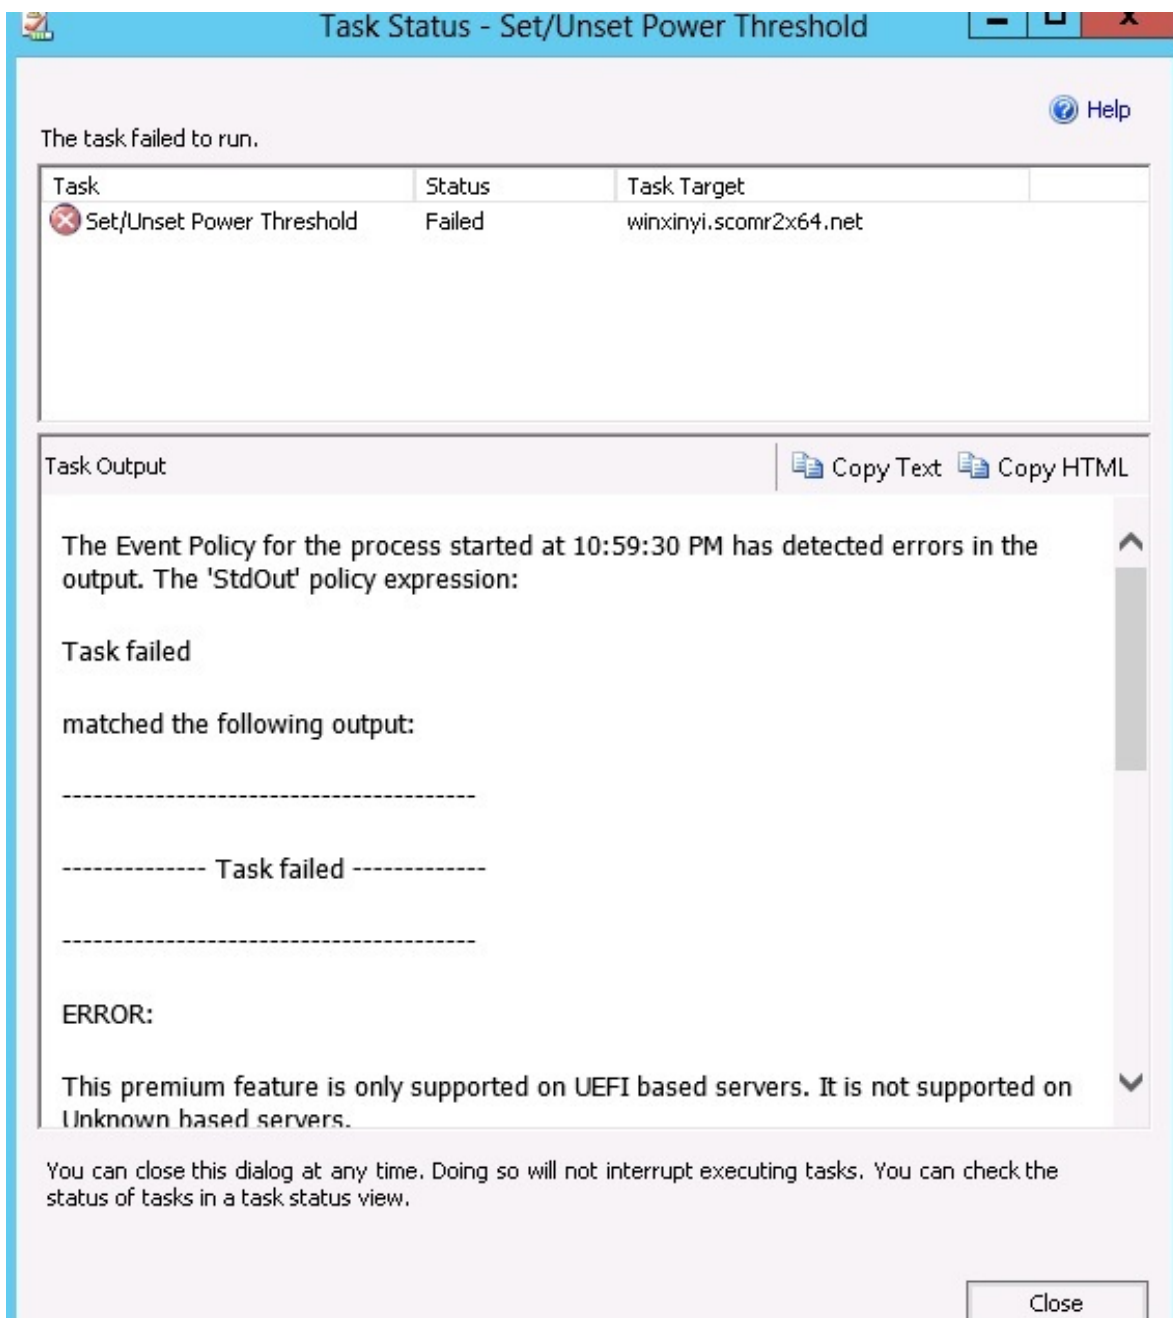 Task Status - Set/Unset Power Threshold
Help
The task failed to run.
Task Status Task Target
Set/Unset Power Threshold Failed winxinyi.scomr2x64.net
Task Output Copy Text Copy HTML
The Event Policy for the process started at 10:59:30 PM has detected errors in the
output. The 'StdOut' policy expression:
Task failed
matched the following output:
----------------------------------------
-------------- Task failed -------------
----------------------------------------
ERROR:
This premium feature is only supported on UEFI based servers. It is not supported on
Unknown based servers.
You can close this dialog at any time. Doing so will not interrupt executing tasks. You can check the
status of tasks in a task status view.
Close